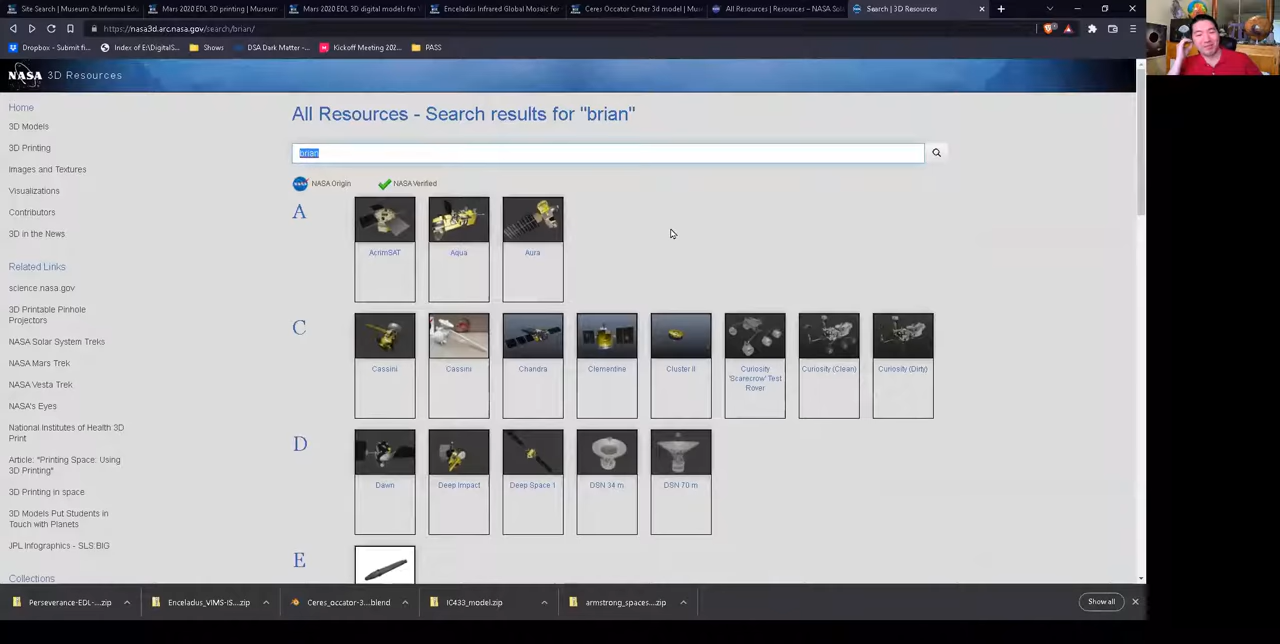 Site Search | Museum & Informal Edu
Mars 2020 EDL 3D printing | Museum
Mars 2020 EDL 3D digital models for
Enceladus Infrared Global Mosaic for
Ceres Occator Crater 3d model | Mus
All Resources | Resources – NASA Sol
Search | 3D Resources
https://nasa3d.arc.nasa.gov/search/brian/
Dropbox - Submit fi...
Index of E:\DigitalS...
Shows
DSA Dark Matter -...
Kickoff Meeting 202...
PASS
NASA 3D Resources
Home
3D Models
3D Printing
Images and Textures
Visualizations
Contributors
3D in the News
Related Links
science.nasa.gov
3D Printable Pinhole
Projectors
NASA Solar System Treks
NASA Mars Trek
NASA Vesta Trek
NASA's Eyes
National Institutes of Health 3D
Print
Article: "Printing Space: Using
3D Printing"
3D Printing in space
3D Models Put Students in
Touch with Planets
JPL Infographics - SLS:BIG
Collections
All Resources - Search results for "brian"
brian
NASA Origin
NASA Verified
A
AcrimSAT
Aqua
Aura
C
Cassini
Cassini
Chandra
Clementine
Cluster II
Curiosity
'Scarecrow' Test
Rover
Curiosity (Clean)
Curiosity (Dirty)
D
Dawn
Deep Impact
Deep Space 1
DSN 34 m
DSN 70 m
E
Perseverance-EDL-....zip
Enceladus_VIMS-IS....zip
Ceres_occator-3....blend
IC433_model.zip
armstrong_spaces....zip
Show all